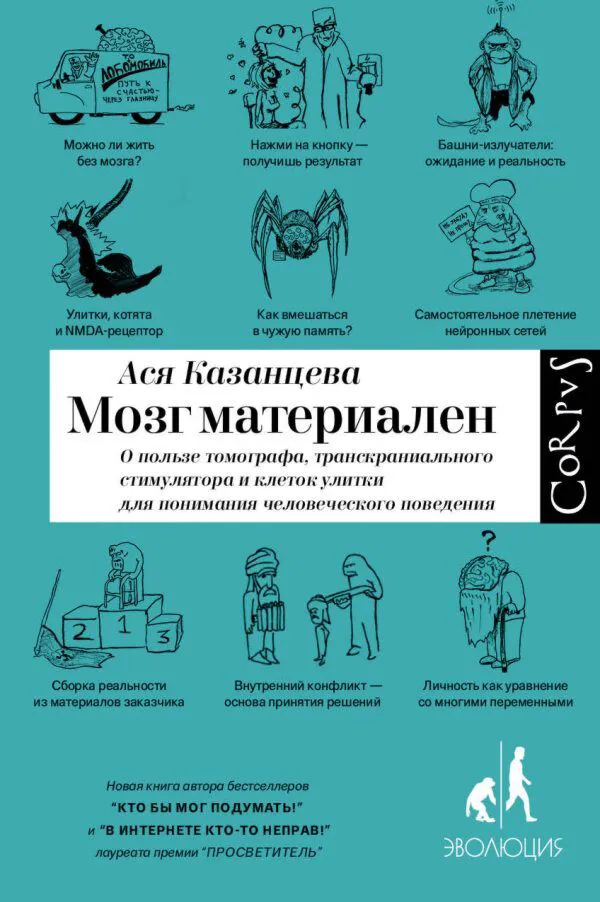 ТО ЛОБОМОБИЛЬ
ПУТЬ К
СЧАСТЬЮ-
ЧЕРЕЗ ГЛАЗНИЦУ
Можно ли жить
без мозга?
Нажми на кнопку —
получишь результат
Башни-излучатели:
ожидание и реальность
Улитки, котята
и NMDA-рецептор
Как вмешаться
в чужую память?
Самостоятельное плетение
нейронных сетей
Ася Казанцева
Мозг материален
О пользе томографа, транскраниального
стимулятора и клеток улитки
для понимания человеческого поведения
CORPVS
2 1 3
?
Сборка реальности
из материалов заказчика
Внутренний конфликт —
основа принятия решений
Личность как уравнение
со многими переменными
Новая книга автора бестселлеров
“КТО БЫ МОГ ПОДУМАТЬ!”
и “В ИНТЕРНЕТЕ КТО-ТО НЕПРАВ!”
лауреата премии “ПРОСВЕТИТЕЛЬ”
ЭВОЛЮЦИЯ